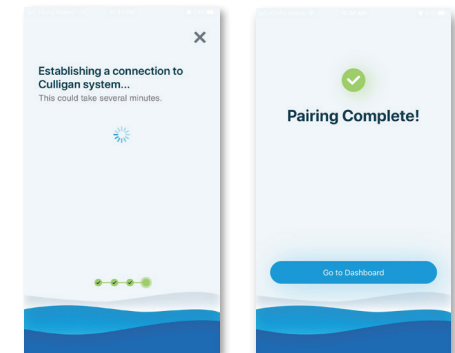 Establishing a connection to
Culligan system...
This could take several minutes.
Pairing Complete!
Go to Dashboard